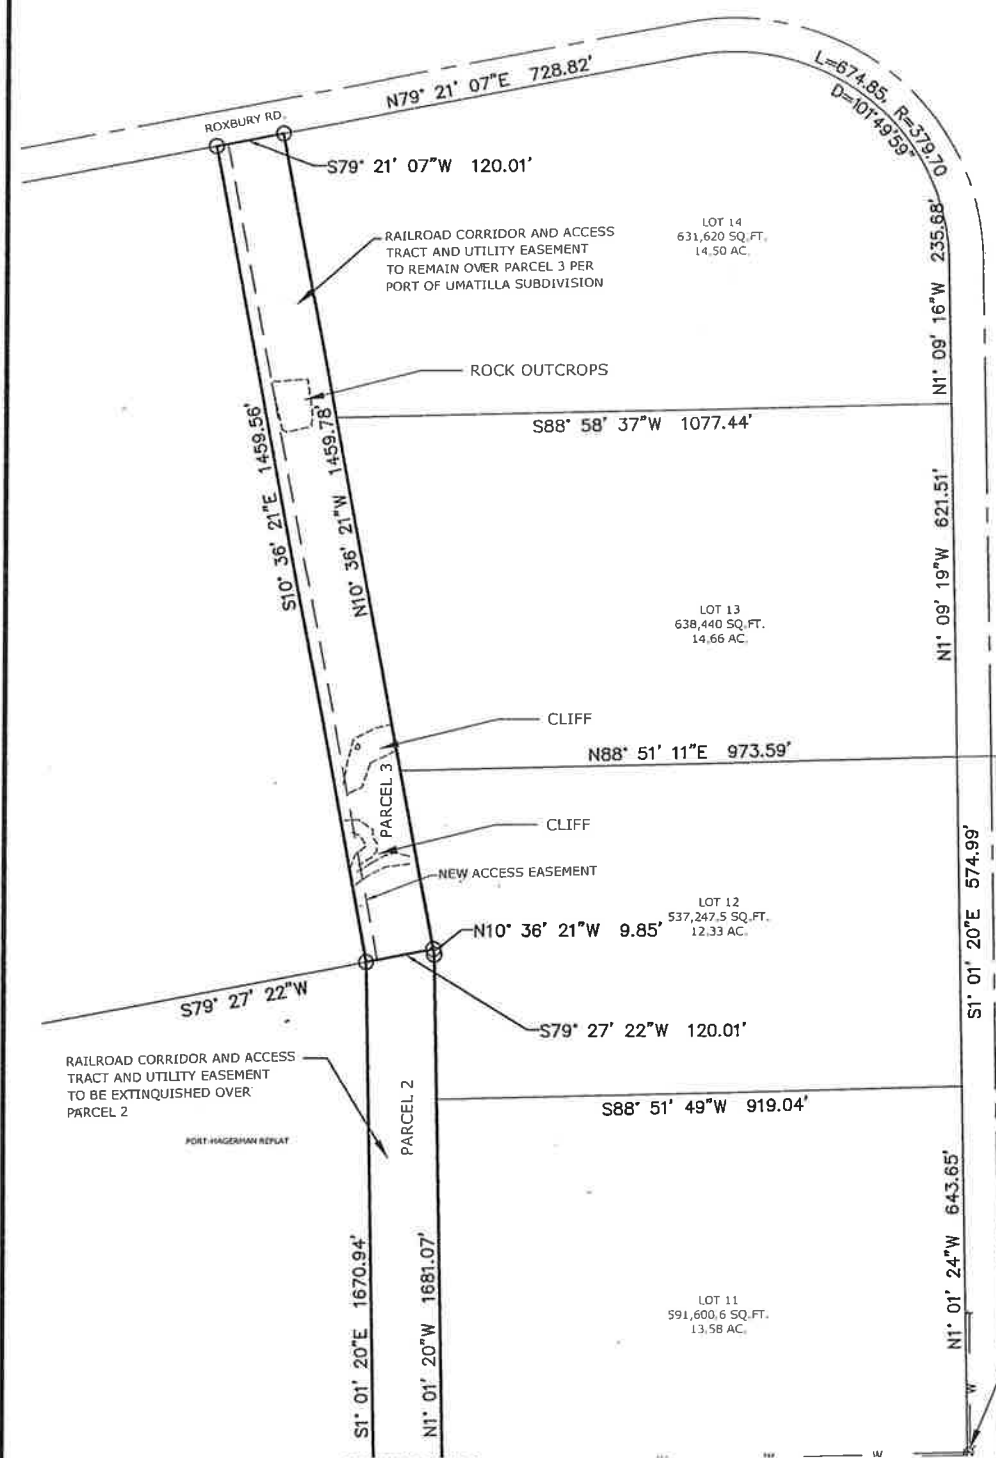 N79° 21' 07"E 728.82'
L=674.85, R=379.70
D=101°49'59"
ROXBURY RD.
S79° 21' 07"W 120.01'
RAILROAD CORRIDOR AND ACCESS
TRACT AND UTILITY EASEMENT
TO REMAIN OVER PARCEL 3 PER
PORT OF UMATILLA SUBDIVISION
LOT 14
631,620 SQ.FT.
14.50 AC.
N1° 09' 16"W 235.68'
ROCK OUTCROPS
S88° 58' 37"W 1077.44'
S10° 36' 21"E 1459.56'
N10° 36' 21"W 1459.78'
N1° 09' 19"W 621.51'
LOT 13
638,440 SQ.FT.
14.66 AC.
CLIFF
N88° 51' 11"E 973.59'
PARCEL 3
CLIFF
NEW ACCESS EASEMENT
LOT 12
537,247.5 SQ.FT.
12.33 AC.
N10° 36' 21"W 9.85'
S1° 01' 20"E 574.99'
S79° 27' 22"W
S79° 27' 22"W 120.01'
RAILROAD CORRIDOR AND ACCESS
TRACT AND UTILITY EASEMENT
TO BE EXTINQUISHED OVER
PARCEL 2
PARCEL 2
S88° 51' 49"W 919.04'
PORT-HAGERMAN REPLAT
S1° 01' 20"E 1670.94'
N1° 01' 20"W 1681.07'
N1° 01' 24"W 643.65'
LOT 11
591,600.6 SQ.FT.
13.58 AC.
W
W
W
W